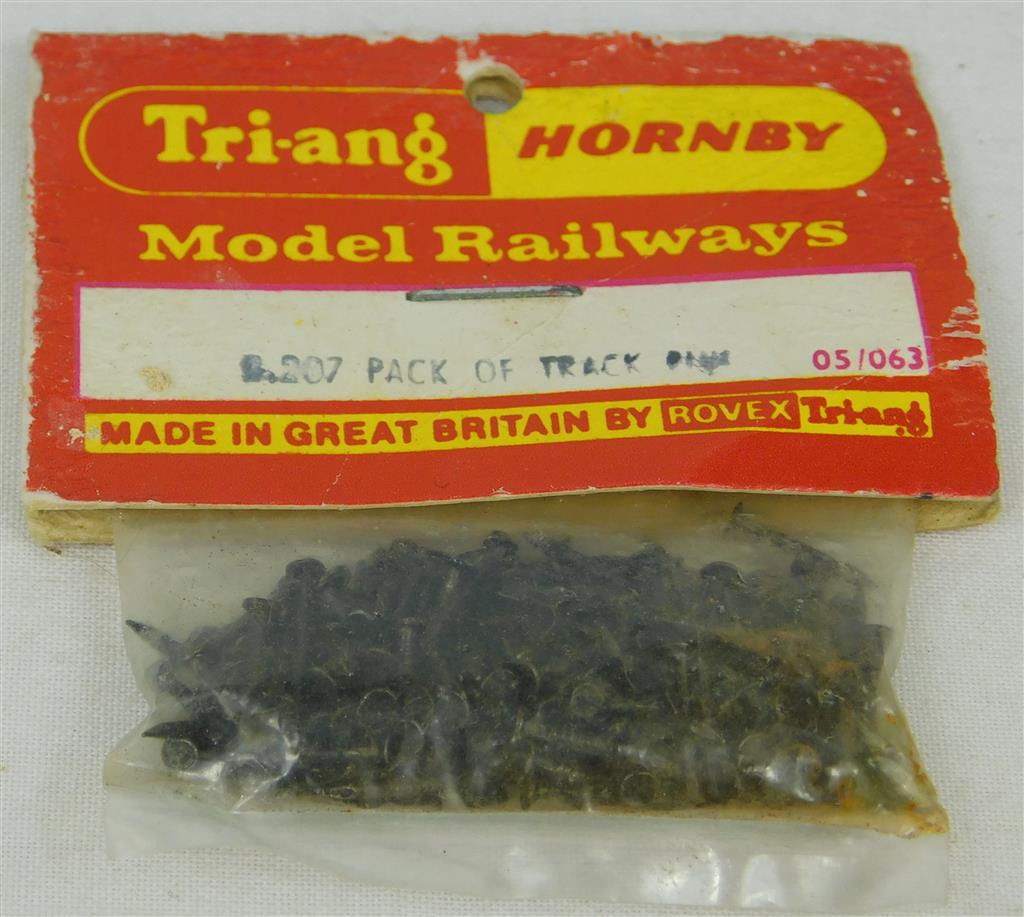 Tri-ang HORNBY
Model Railways
R.207 PACK OF TRACK
05/063
MADE IN GREAT BRITAIN BY ROVEX Tri-ang